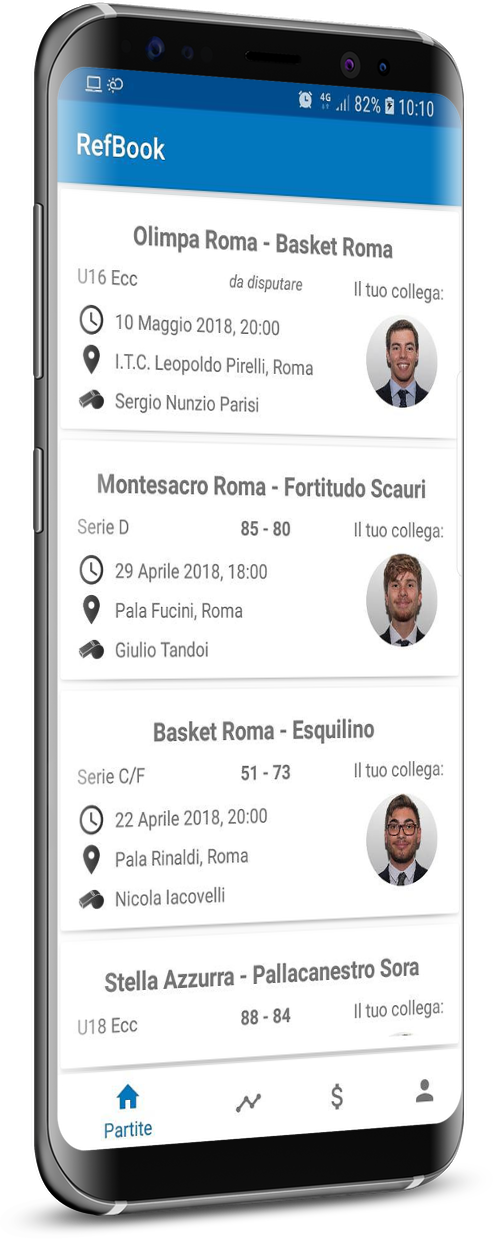 4G 82% 10:10
RefBook
Olimpa Roma - Basket Roma
U16 Ecc da disputare Il tuo collega:
10 Maggio 2018, 20:00
I.T.C. Leopoldo Pirelli, Roma
Sergio Nunzio Parisi
Montesacro Roma - Fortitudo Scauri
Serie D 85 - 80 Il tuo collega:
29 Aprile 2018, 18:00
Pala Fucini, Roma
Giulio Tandoi
Basket Roma - Esquilino
Serie C/F 51 - 73 Il tuo collega:
22 Aprile 2018, 20:00
Pala Rinaldi, Roma
Nicola Iacovelli
Stella Azzurra - Pallacanestro Sora
U18 Ecc 88 - 84 Il tuo collega:
$
Partite